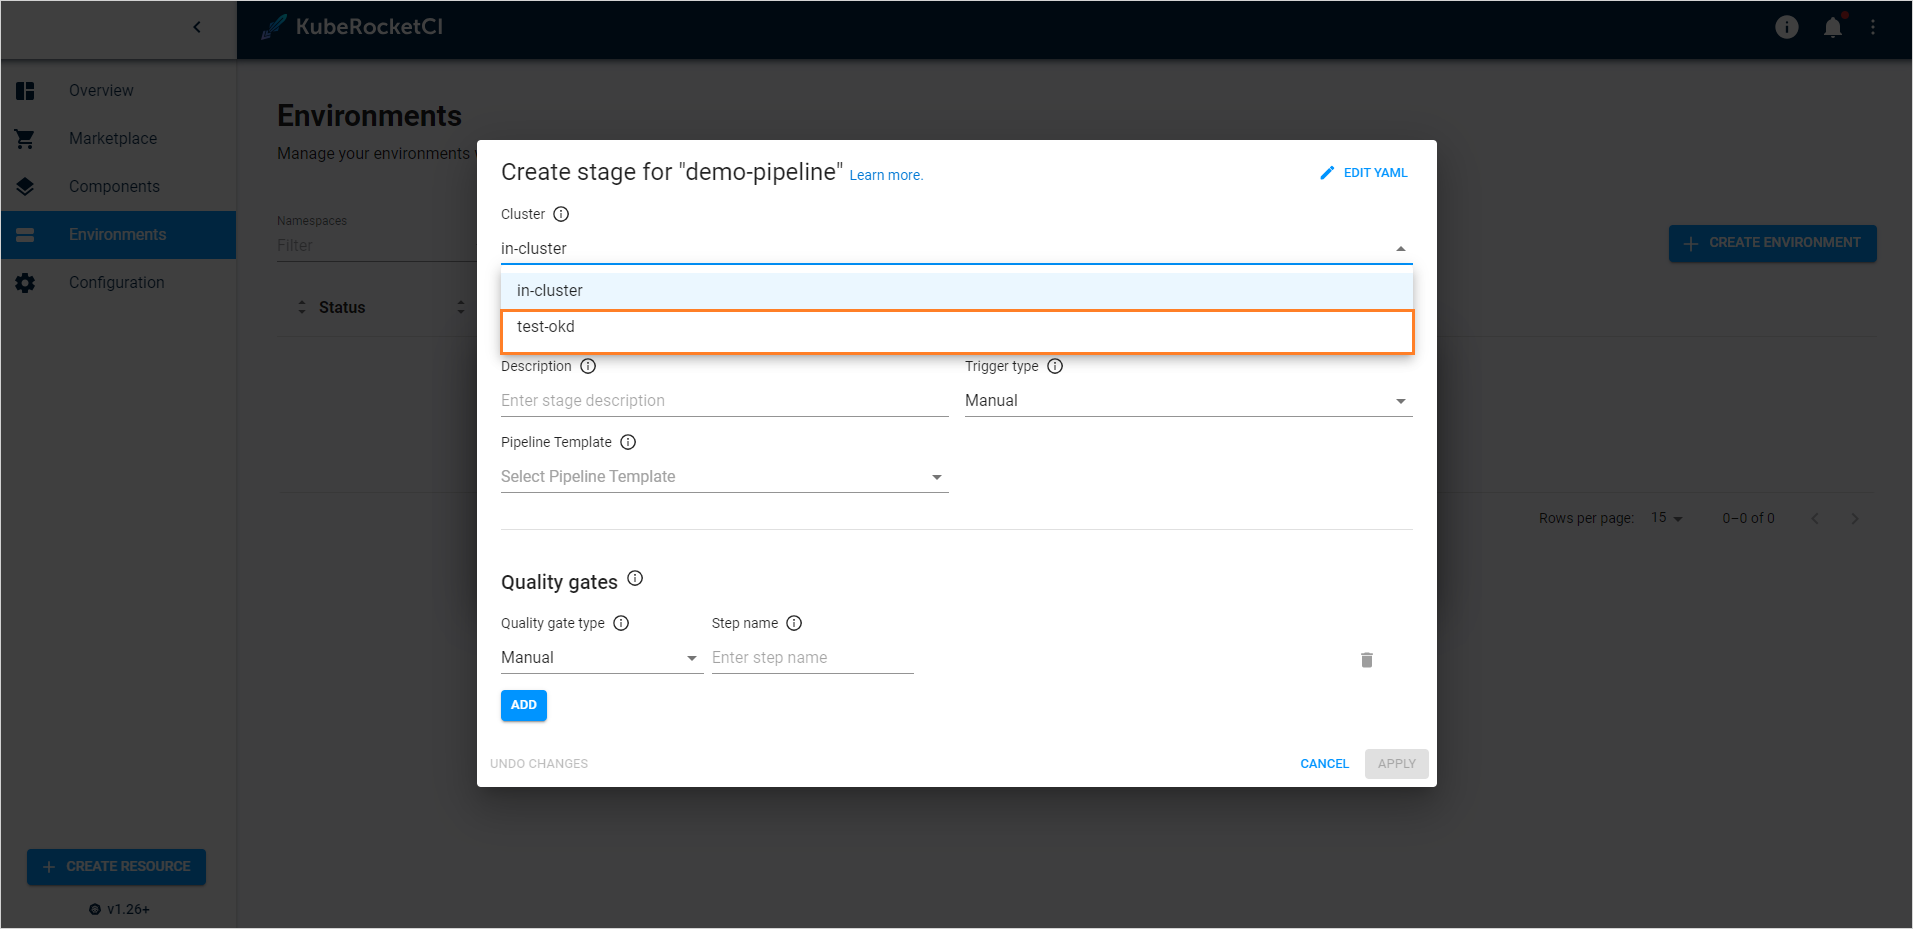 KubeRocketCI
Overview
Marketplace
Components
Environments
Configuration
CREATE RESOURCE
v1.26+
Environments
Manage your environments
Namespaces
Filter
CREATE ENVIRONMENT
Status
Rows per page: 15 0–0 of 0
Create stage for "demo-pipeline" Learn more.
EDIT YAML
Cluster
in-cluster
in-cluster
test-okd
Description
Enter stage description
Trigger type
Manual
Pipeline Template
Select Pipeline Template
Quality gates
Quality gate type
Manual
Step name
Enter step name
ADD
UNDO CHANGES
CANCEL
APPLY